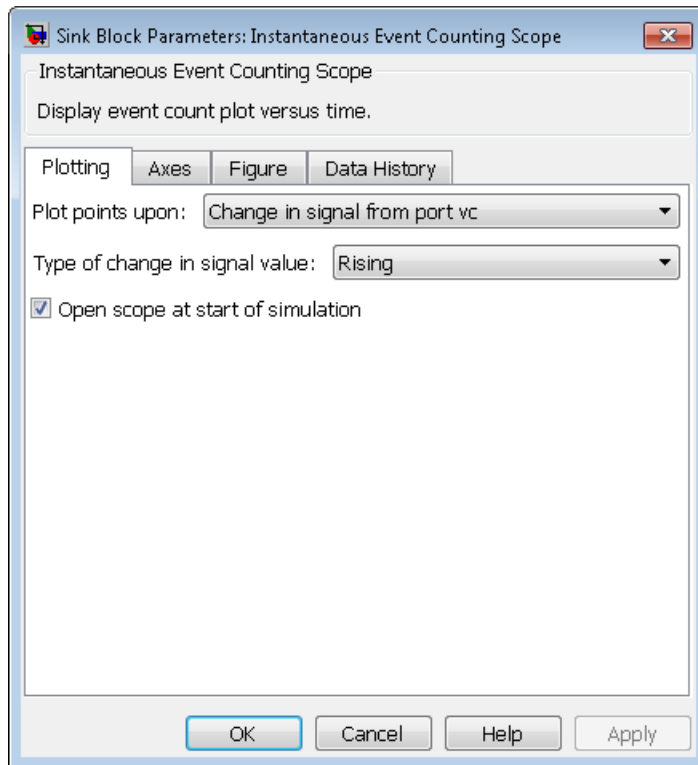 Sink Block Parameters: Instantaneous Event Counting Scope
Instantaneous Event Counting Scope
Display event count plot versus time.
Plotting Axes Figure Data History
Plot points upon: Change in signal from port vc
Type of change in signal value: Rising
Open scope at start of simulation
OK Cancel Help Apply